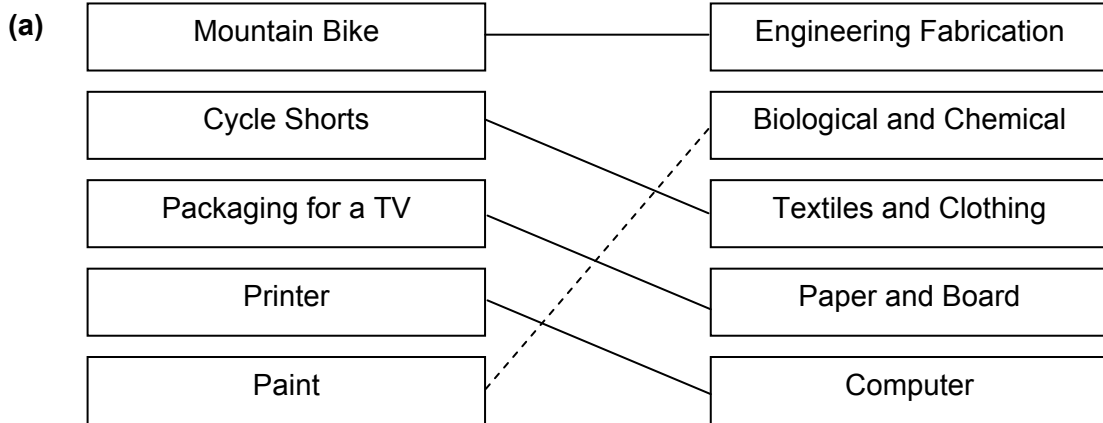 (a) Mountain Bike Engineering Fabrication
Cycle Shorts Biological and Chemical
Packaging for a TV Textiles and Clothing
Printer Paper and Board
Paint Computer